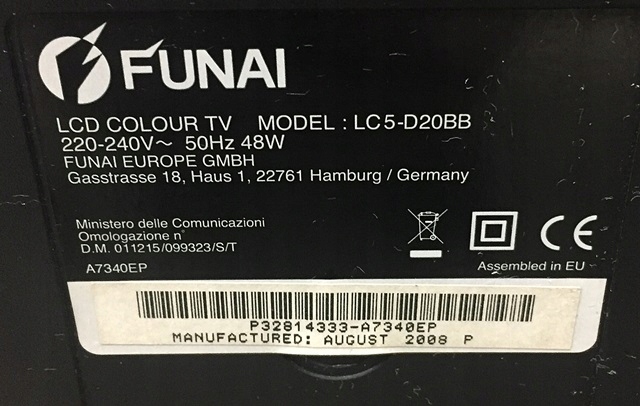 FUNAI
LCD COLOUR TV MODEL : LC5-D20BB
220-240V~ 50Hz 48W
FUNAI EUROPE GMBH
Gasstrasse 18, Haus 1, 22761 Hamburg / Germany
Ministero delle Comunicazioni
Omologazione n°
D.M. 011215/099323/S/T
A7340EP
CE
Assembled in EU
P32814333-A7340EP
MANUFACTURED: AUGUST 2008 P